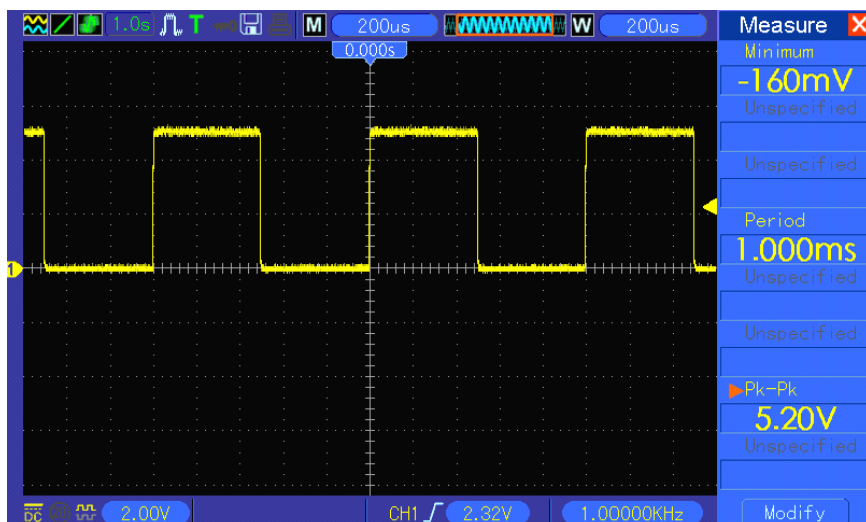 1.0s T M 200us W 200us Measure X
0.000s
Minimum
-160mV
Unspecified
Unspecified
Period
1.000ms
Unspecified
Unspecified
Pk-Pk
5.20V
Unspecified
1
DC 2.00V CH1 2.32V 1.00000KHz Modify